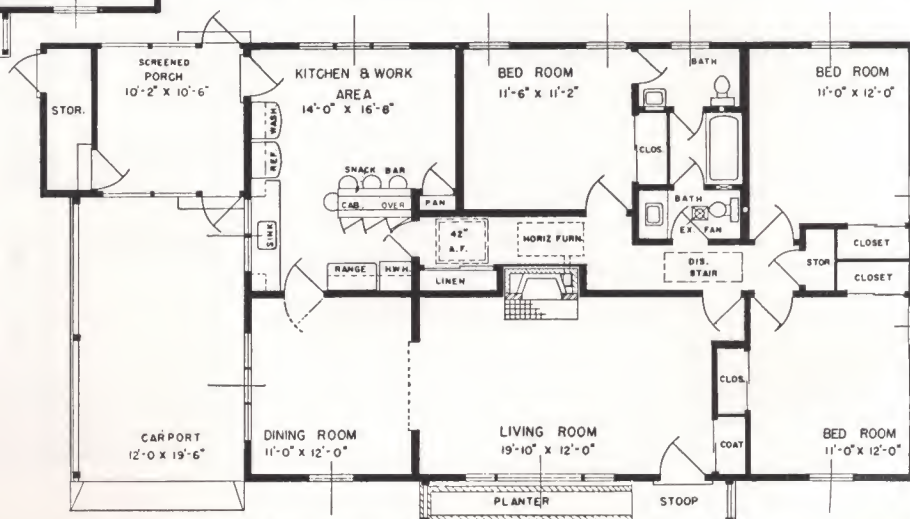 SCREENED
PORCH
10'-2" X 10'-6"
STOR.
KITCHEN & WORK
AREA
14'-0" X 16'-8"
WASH
REF.
SNACK BAR
CAB. OVER
PAN
SINK
RANGE
H.W.H.
BED ROOM
11'-6" X 11'-2"
BATH
CLOS.
BATH
EX. FAN
BED ROOM
11'-0" X 12'-0"
42"
A.F.
HORIZ FURN.
LINEN
DIS.
STAIR
STOR
CLOSET
CLOSET
CARPORT
12'-0 X 19'-6"
DINING ROOM
11'-0" X 12'-0"
LIVING ROOM
19'-10" X 12'-0"
CLOS.
COAT
BED ROOM
11'-0" X 12'-0"
PLANTER
STOOP